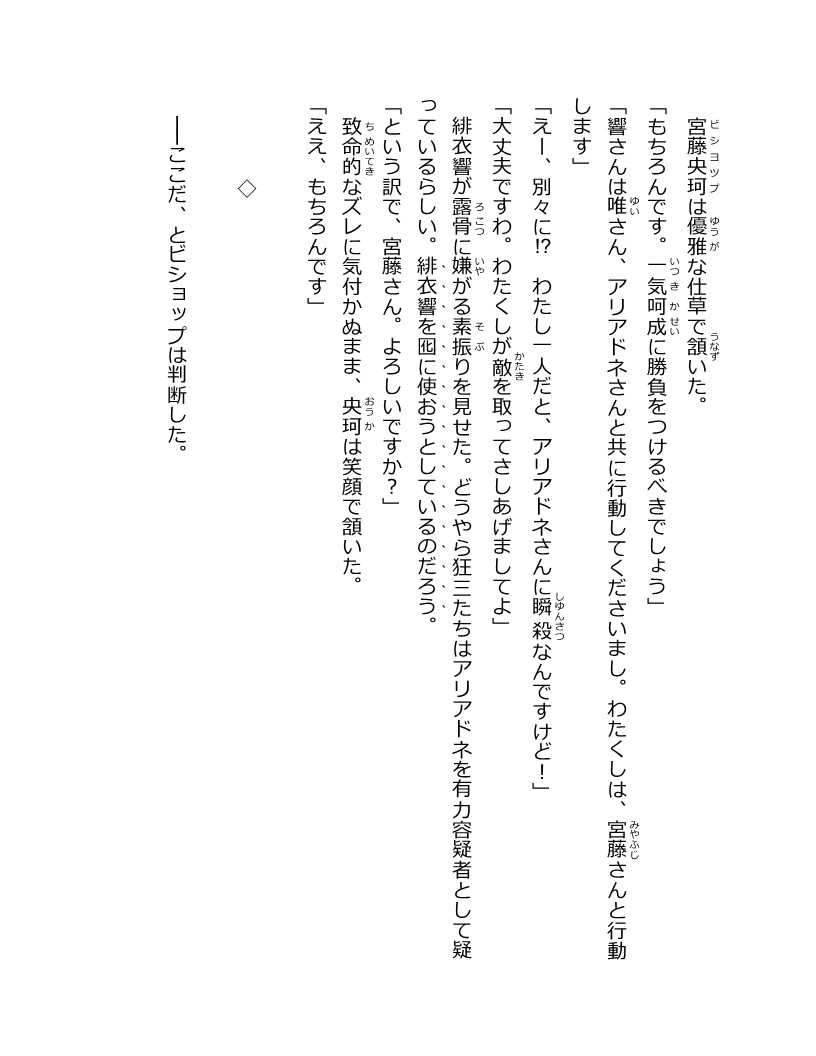 宮藤央珂は優雅な仕草で頷いた。
「もちろんです。一気呵成に勝負をつけるべきでしょう」
「響さんは唯さん、アリアドネさんと共に行動してくださいまし。わたくしは、宮藤さんと行動
します」
「えー、別々に!?　わたし一人だと、アリアドネさんに瞬殺なんですけど！」
「大丈夫ですわ。わたくしが敵を取ってさしあげましてよ」
緋衣響が露骨に嫌がる素振りを見せた。どうやら狂三たちはアリアドネを有力容疑者として疑
っているらしい。緋衣響を囮に使おうとしているのだろう。
「という訳で、宮藤さん。よろしいですか？」
致命的なズレに気付かぬまま、央珂は笑顔で頷いた。
「ええ、もちろんです」
◇
──ここだ、とビショップは判断した。